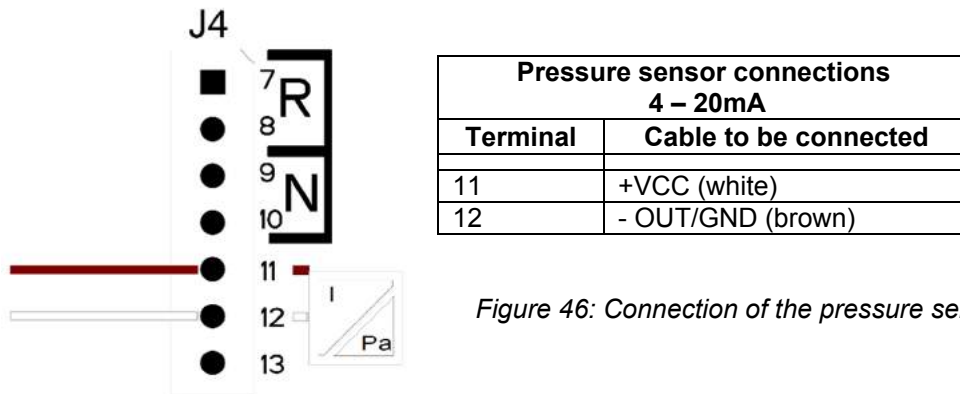 J4
7
R
8
9
N
10
11
I
12
Pa
13
Pressure sensor connections
4 – 20mA
Terminal Cable to be connected
11 +VCC (white)
12 - OUT/GND (brown)
Figure 46: Connection of the pressure